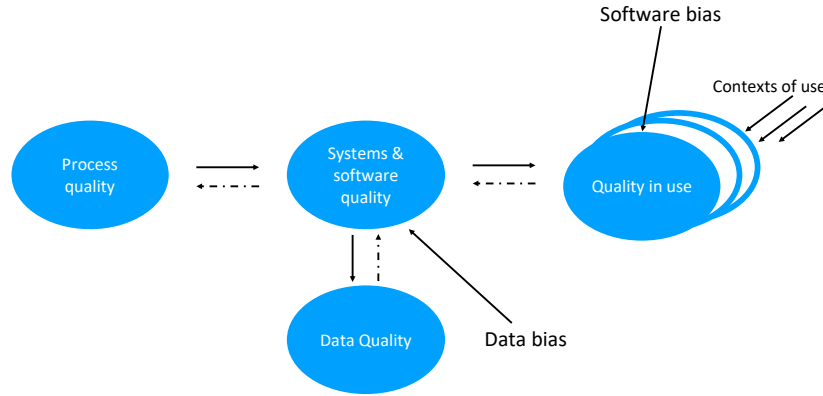 Software bias
Contexts of use
Process
quality
Systems &
software
quality
Quality in use
Data Quality
Data bias